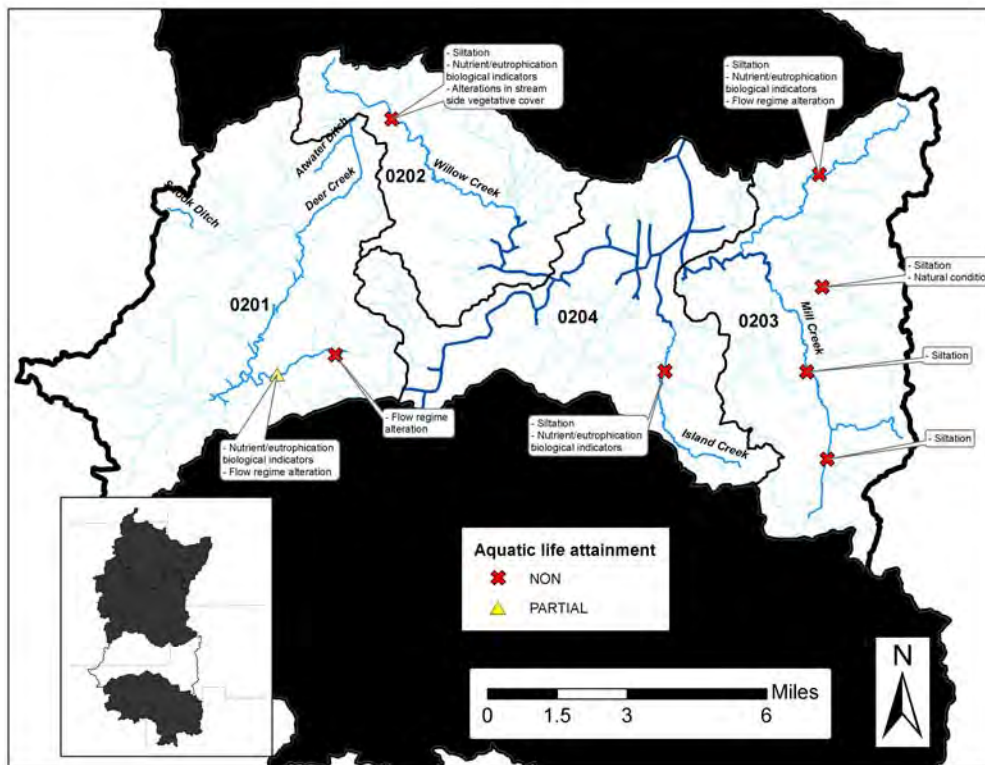 - Siltation
- Nutrient/eutrophication
biological indicators
- Alterations in stream
side vegetative cover
- Siltation
- Nutrient/eutrophication
biological indicators
- Flow regime alteration
Atwater Ditch
0202
Willow Creek
Deer Creek
Ditch
- Siltation
- Natural condition
0201
0204
0203
Mill Creek
- Siltation
- Flow regime
alteration
- Siltation
- Nutrient/eutrophication
biological indicators
- Nutrient/eutrophication
biological indicators
- Flow regime alteration
Island Creek
- Siltation
Aquatic life attainment
NON
PARTIAL
N
Miles
0 1.5 3 6